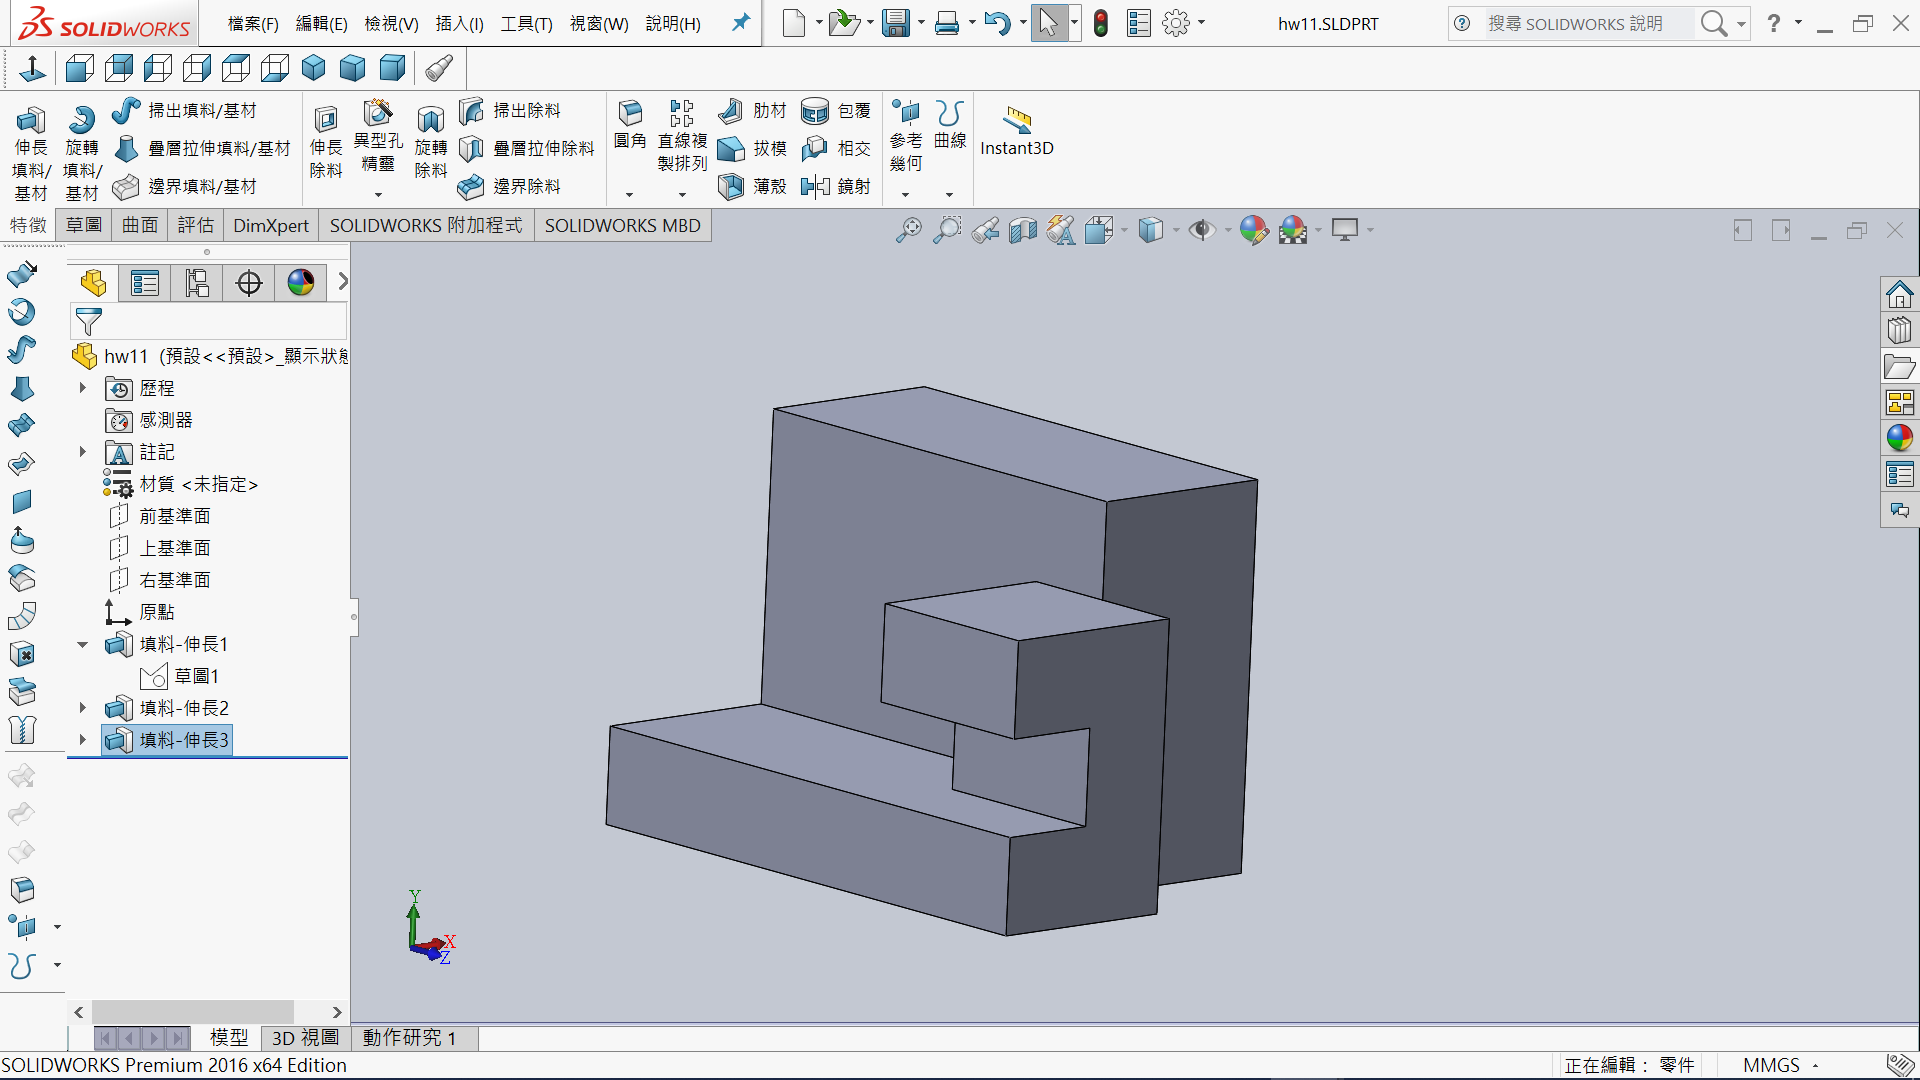 SOLIDWORKS
檔案(F) 編輯(E) 檢視(V) 插入(I) 工具(T) 視窗(W) 說明(H)
hw11.SLDPRT
搜尋 SOLIDWORKS 說明
伸長填料/基材
旋轉填料/基材
掃出填料/基材
疊層拉伸填料/基材
邊界填料/基材
伸長除料
異型孔精靈
旋轉除料
掃出除料
疊層拉伸除料
邊界除料
圓角
直線複製排列
肋材
拔模
薄殼
包覆
相交
鏡射
參考幾何
曲線
Instant3D
特徵 草圖 曲面 評估 DimXpert SOLIDWORKS 附加程式 SOLIDWORKS MBD
hw11 (預設<<預設>_顯示狀態
歷程
感測器
註記
材質 <未指定>
前基準面
上基準面
右基準面
原點
填料-伸長1
草圖1
填料-伸長2
填料-伸長3
Y
X
Z
模型 3D 視圖 動作研究 1
SOLIDWORKS Premium 2016 x64 Edition
正在編輯： 零件
MMGS